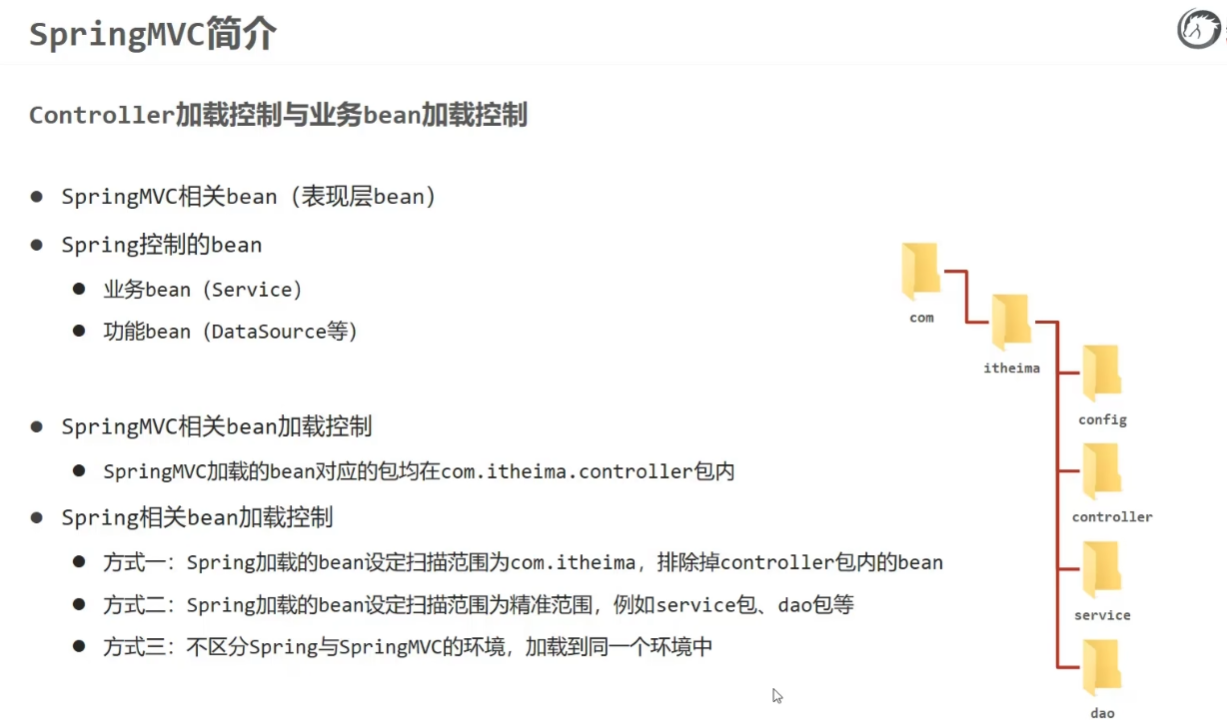 SpringMVC简介
Controller加载控制与业务bean加载控制
SpringMVC相关bean（表现层bean）
Spring控制的bean
业务bean（Service）
功能bean（DataSource等）
SpringMVC相关bean加载控制
SpringMVC加载的bean对应的包均在com.itheima.controller包内
Spring相关bean加载控制
方式一：Spring加载的bean设定扫描范围为com.itheima，排除掉controller包内的bean
方式二：Spring加载的bean设定扫描范围为精准范围，例如service包、dao包等
方式三：不区分Spring与SpringMVC的环境，加载到同一个环境中
com
itheima
config
controller
service
dao